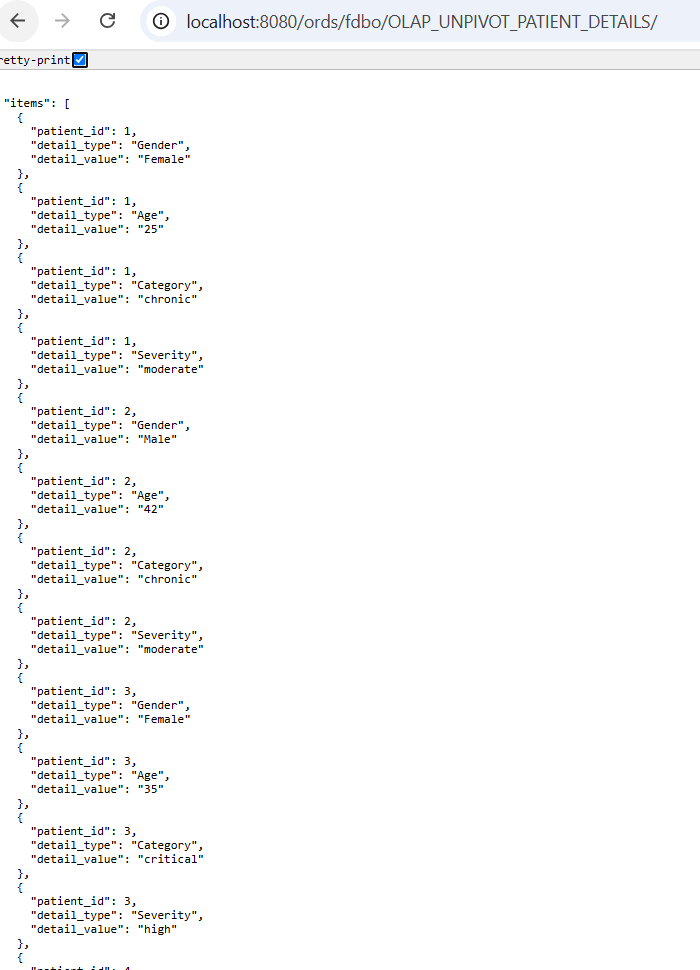 localhost:8080/ords/fdbo/OLAP_UNPIVOT_PATIENT_DETAILS/
retty-print
"items": [
{
"patient_id": 1,
"detail_type": "Gender",
"detail_value": "Female"
},
{
"patient_id": 1,
"detail_type": "Age",
"detail_value": "25"
},
{
"patient_id": 1,
"detail_type": "Category",
"detail_value": "chronic"
},
{
"patient_id": 1,
"detail_type": "Severity",
"detail_value": "moderate"
},
{
"patient_id": 2,
"detail_type": "Gender",
"detail_value": "Male"
},
{
"patient_id": 2,
"detail_type": "Age",
"detail_value": "42"
},
{
"patient_id": 2,
"detail_type": "Category",
"detail_value": "chronic"
},
{
"patient_id": 2,
"detail_type": "Severity",
"detail_value": "moderate"
},
{
"patient_id": 3,
"detail_type": "Gender",
"detail_value": "Female"
},
{
"patient_id": 3,
"detail_type": "Age",
"detail_value": "35"
},
{
"patient_id": 3,
"detail_type": "Category",
"detail_value": "critical"
},
{
"patient_id": 3,
"detail_type": "Severity",
"detail_value": "high"
},
{